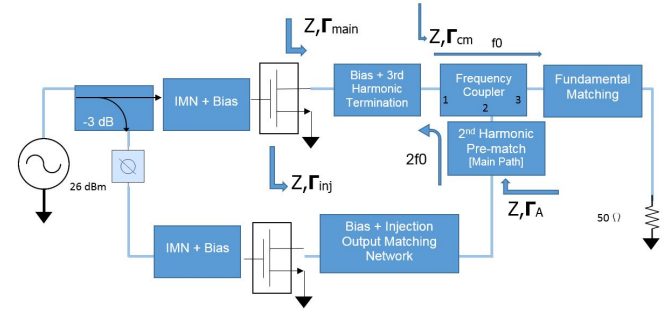 Z,Γmain
Z,Γcm
f0
-3 dB
IMN + Bias
Bias + 3rd
Harmonic
Termination
1
Frequency
Coupler
2
3
Fundamental
Matching
26 dBm
Ø
Z,Γinj
2f0
2nd Harmonic
Pre-match
[Main Path]
Z,ΓA
50 ()
IMN + Bias
Bias + Injection
Output Matching
Network